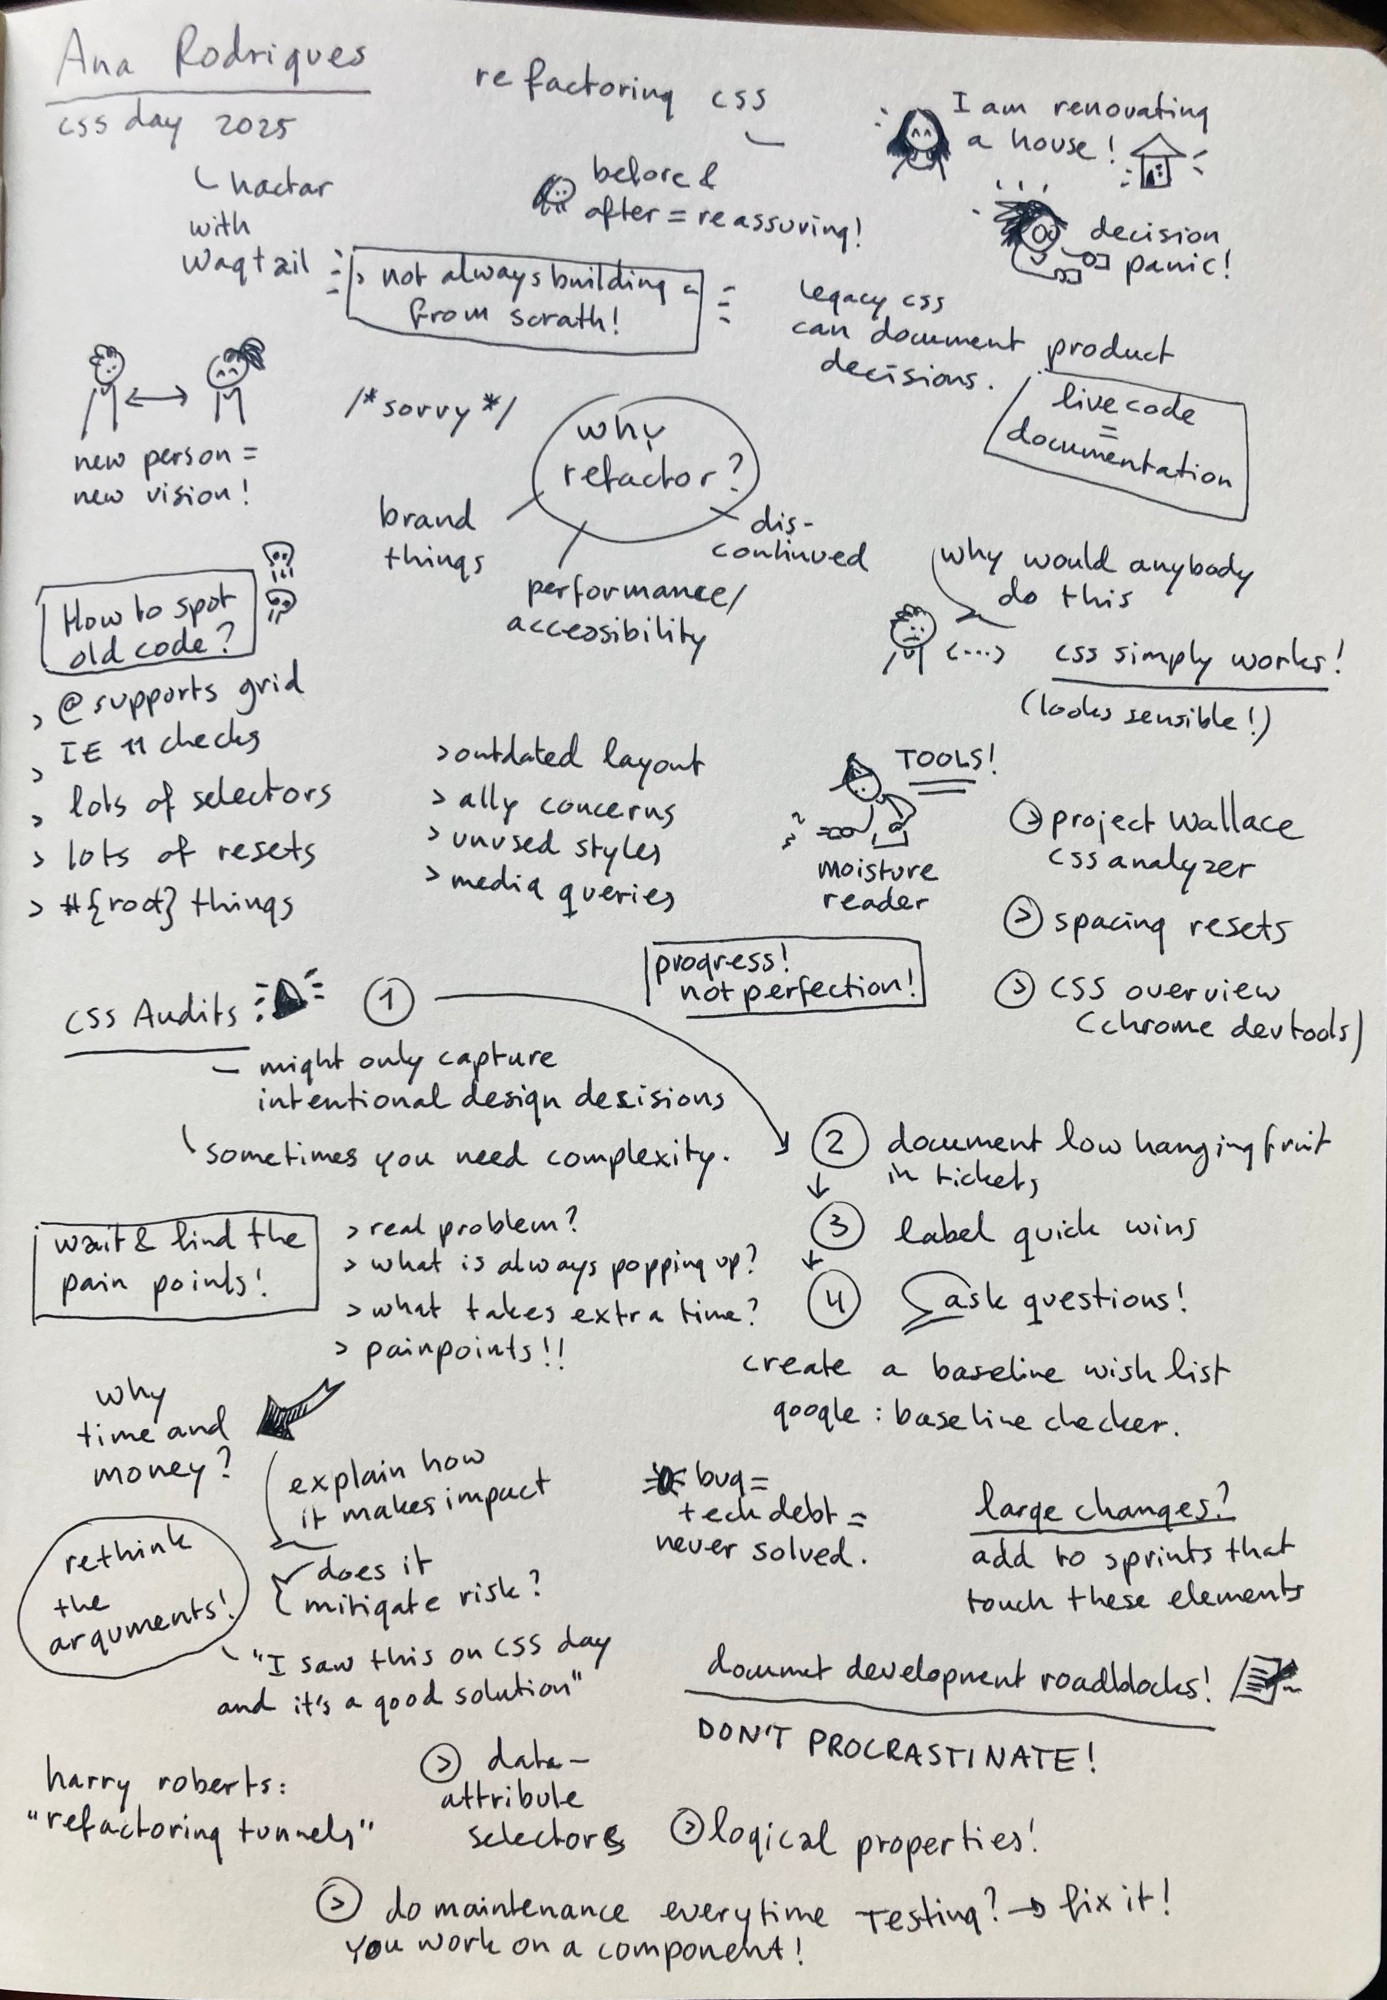 Ana Rodrigues
css day 2025
hactar
with
Wagtail
refactoring css
I am renovating
a house!
before &
after = reassuring!
decision
panic!
> not always building
from scrath!
legacy css
can document product
decisions.
live code
=
documentation
new person =
new vision!
/* sorry */
why
refactor?
brand
things
performance/
accessibility
dis-
continued
why would anybody
do this
<...>
css simply works!
(looks sensible!)
How to spot
old code?
> @supports grid
> IE 11 checks
> lots of selectors
> lots of resets
> #{root} things
> outdated layout
> ally concerns
> unused styles
> media queries
TOOLS!
moisture
reader
> project Wallace
css analyzer
> spacing resets
> CSS overview
(chrome devtools)
progress!
not perfection!
CSS Audits
1
– might only capture
intentional design desisions
sometimes you need complexity.
2 document low hanging fruit
in tickets
3 label quick wins
4 ask questions!
create a baseline wish list
google : baseline checker.
wait & find the
pain points!
> real problem?
> what is always popping up?
> what takes extra time?
> painpoints!!
why
time and
money?
explain how
it makes impact
does it
mitigate risk?
rethink
the
arguments!
"I saw this on CSS day
and it's a good solution"
bug =
tech debt =
never solved.
large changes?
add to sprints that
touch these elements
documet development roadblocks!
DON'T PROCRASTINATE!
harry roberts:
"refactoring tunnels"
> data-
attribute
selectors
> logical properties!
> do maintenance everytime
you work on a component!
Testing? → fix it!